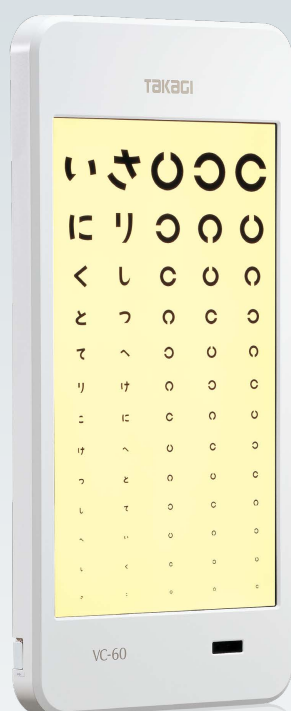 TAKAGI
いさ
にり
くし
とつ
てへ
りけ
こに
けへ
つと
して
VC-60